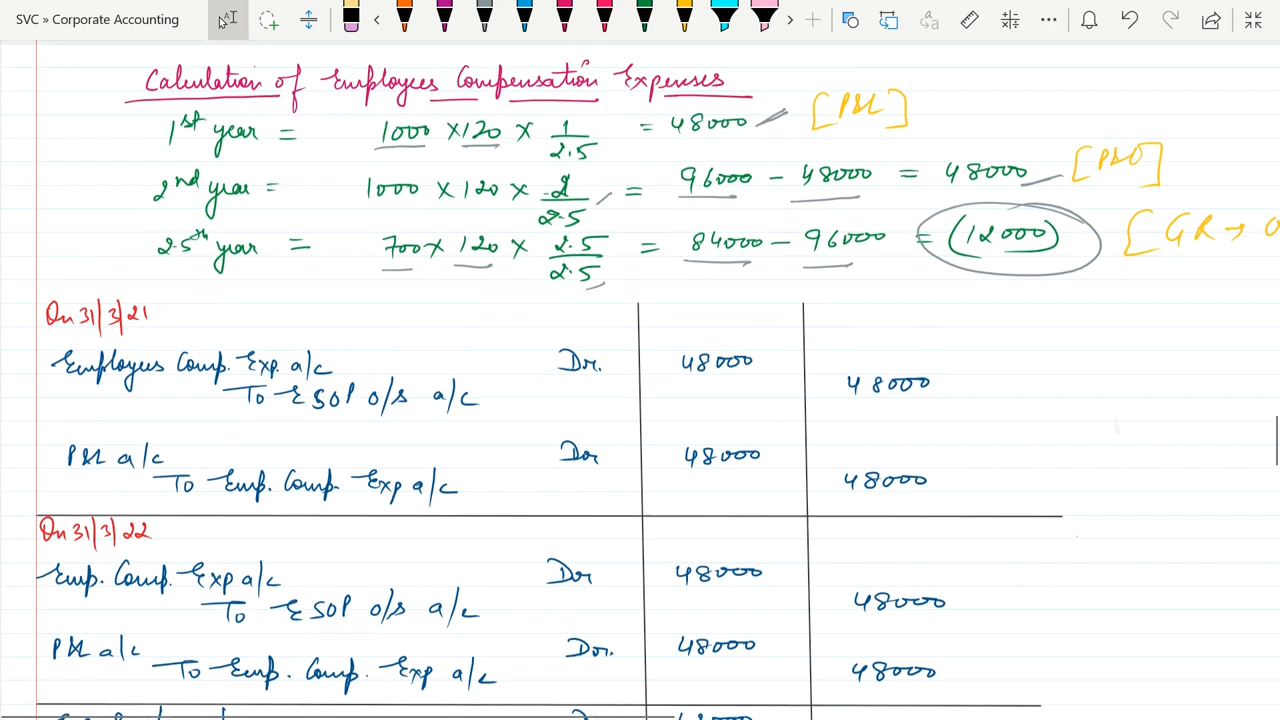 SVC » Corporate Accounting
Calculation of Employees Compensation Expenses
1st year = 1000 × 120 × 1/2.5 = 48000 [P&L]
2nd year = 1000 × 120 × 2/2.5 = 96000 - 48000 = 48000 [P&L]
2.5th year = 700 × 120 × 2.5/2.5 = 84000 - 96000 = (12000) [GR →
On 31/3/21
Employees Comp. Exp. a/c Dr. 48000
To ESOP o/s a/c 48000
P&L a/c Dr 48000
To Emp. Comp. Exp a/c 48000
On 31/3/22
Emp. Comp. Exp a/c Dr 48000
To ESOP o/s a/c 48000
P&L a/c Dr. 48000
To Emp. Comp. Exp a/c 48000